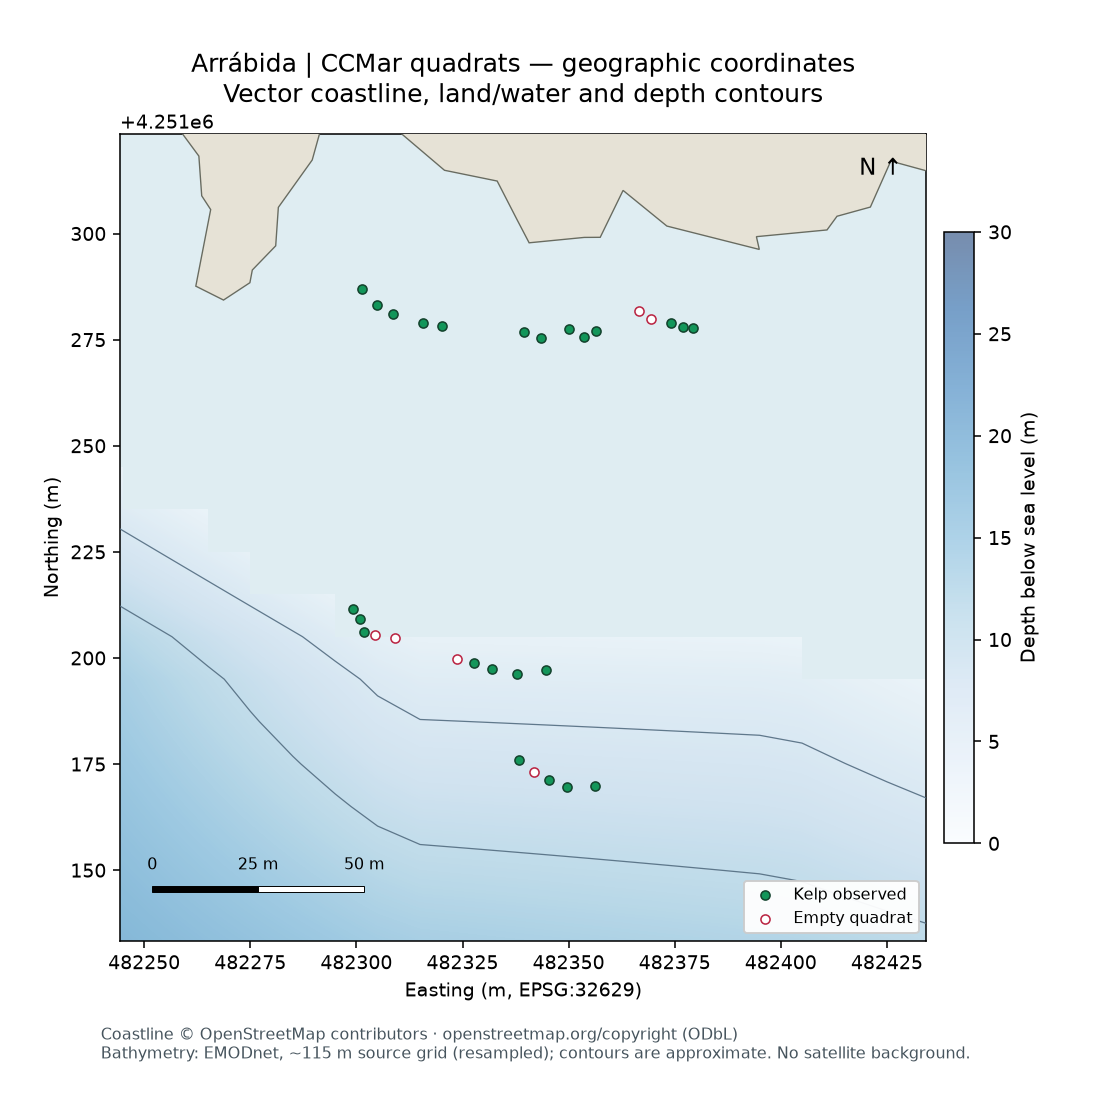 Arrábida | CCMar quadrats — geographic coordinates
Vector coastline, land/water and depth contours
+4.251e6
N ↑
300
275
250
225
200
175
150
Northing (m)
0 25 m 50 m
Kelp observed
Empty quadrat
482250 482275 482300 482325 482350 482375 482400 482425
Easting (m, EPSG:32629)
30
25
20
15
10
5
0
Depth below sea level (m)
Coastline © OpenStreetMap contributors · openstreetmap.org/copyright (ODbL)
Bathymetry: EMODnet, ~115 m source grid (resampled); contours are approximate. No satellite background.